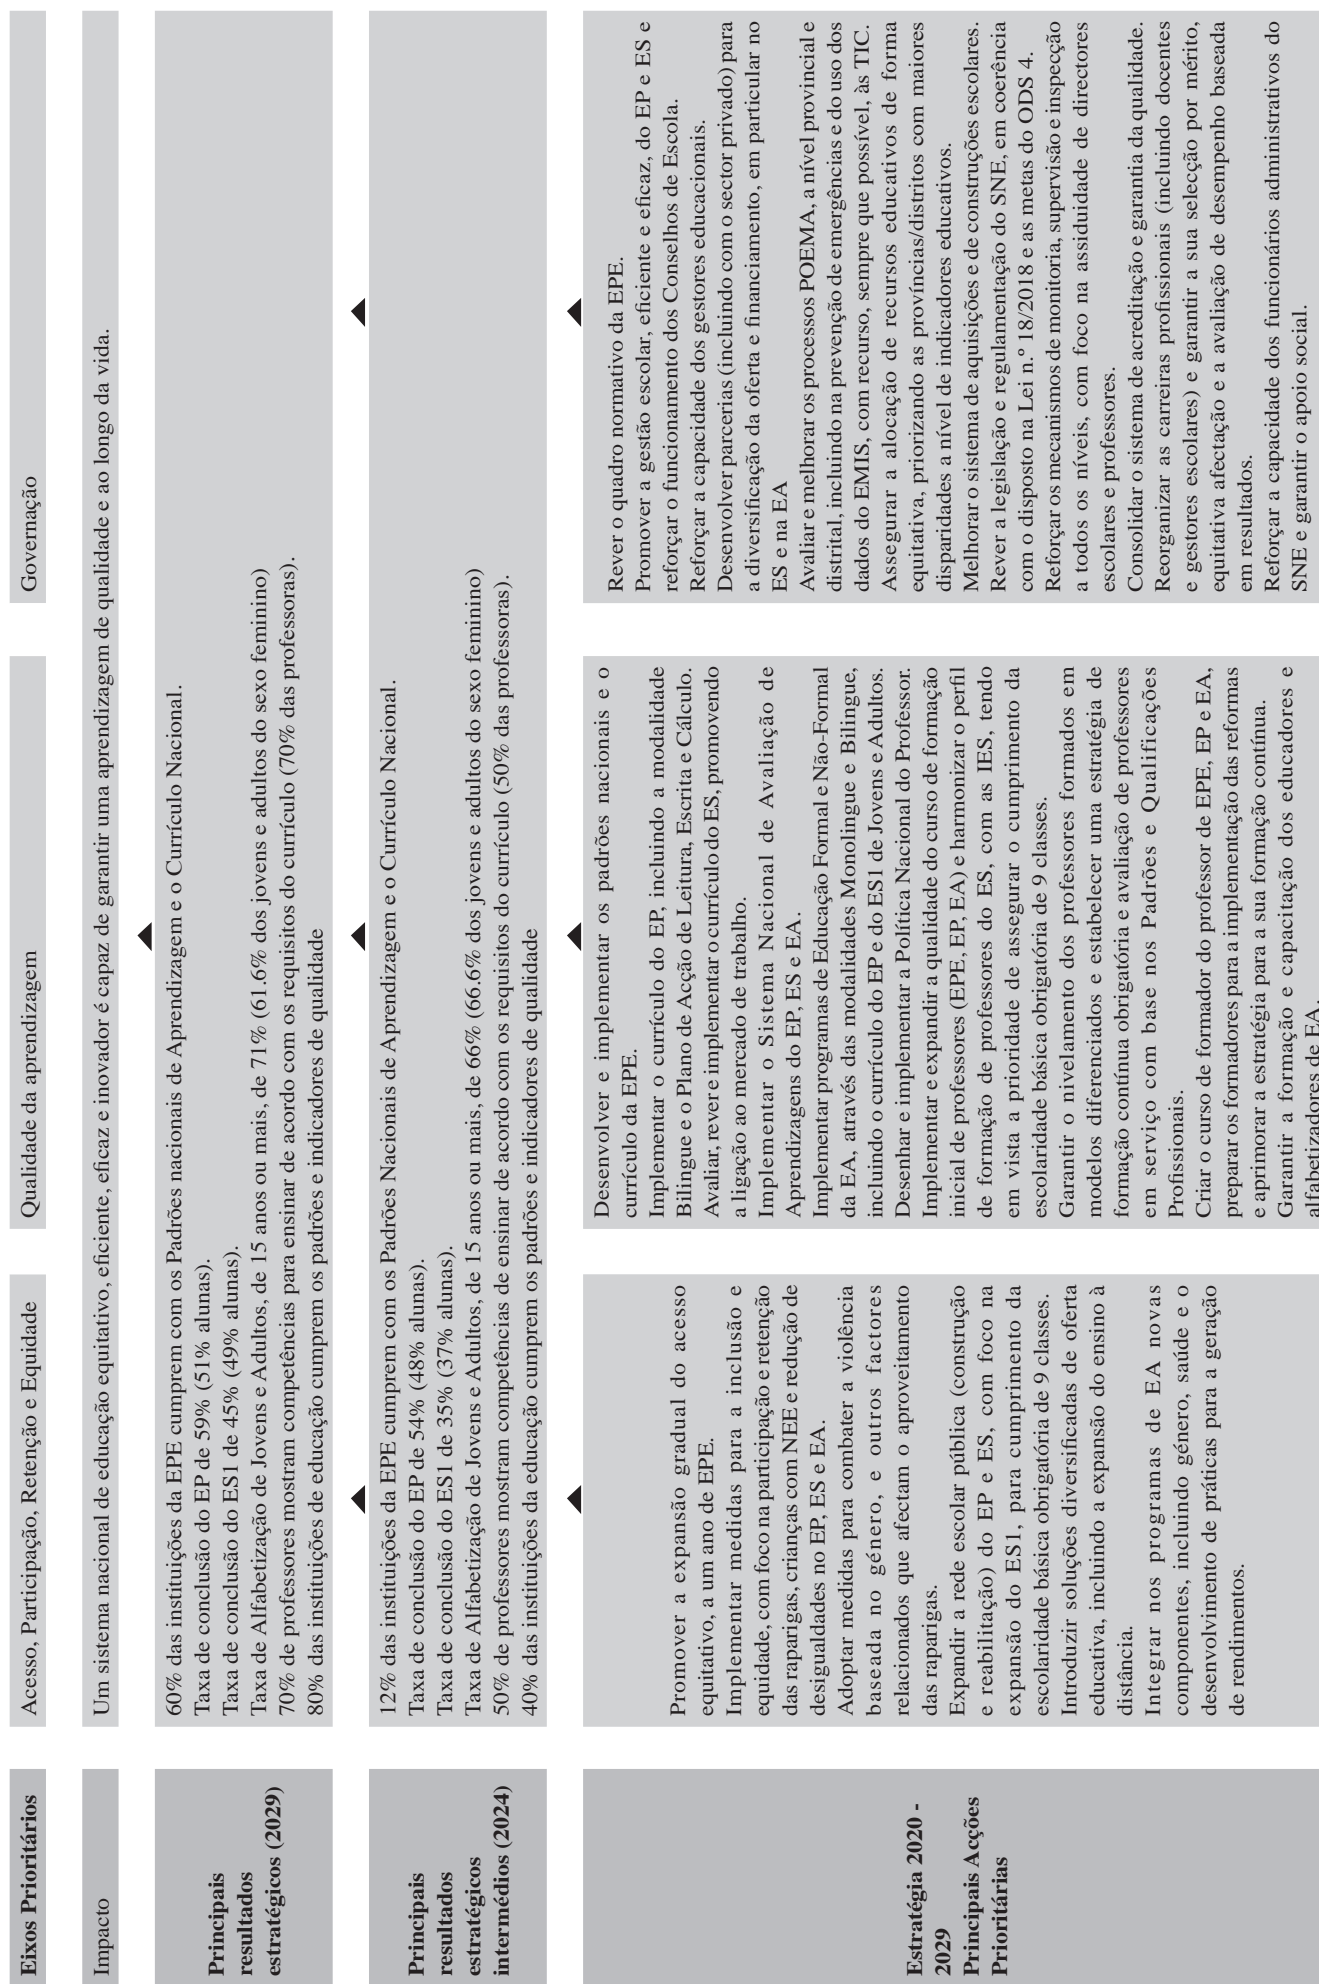 Eixos Prioritários
Acesso, Participação, Retenção e Equidade
Qualidade da aprendizagem
Governação
Impacto
Um sistema nacional de educação equitativo, eficiente, eficaz e inovador é capaz de garantir uma aprendizagem de qualidade e ao longo da vida.
Principais
resultados
estratégicos (2029)
60% das instituições da EPE cumprem com os Padrões nacionais de Aprendizagem e o Currículo Nacional.
Taxa de conclusão do EP de 59% (51% alunas).
Taxa de conclusão do ES1 de 45% (49% alunas).
Taxa de Alfabetização de Jovens e Adultos, de 15 anos ou mais, de 71% (61.6% dos jovens e adultos do sexo feminino)
70% de professores mostram competências para ensinar de acordo com os requisitos do currículo (70% das professoras).
80% das instituições de educação cumprem os padrões e indicadores de qualidade
Principais
resultados
estratégicos
intermédios (2024)
12% das instituições da EPE cumprem com os Padrões Nacionais de Aprendizagem e o Currículo Nacional.
Taxa de conclusão do EP de 54% (48% alunas).
Taxa de conclusão do ES1 de 35% (37% alunas).
Taxa de Alfabetização de Jovens e Adultos, de 15 anos ou mais, de 66% (66.6% dos jovens e adultos do sexo feminino)
50% de professores mostram competências de ensinar de acordo com os requisitos do currículo (50% das professoras).
40% das instituições da educação cumprem os padrões e indicadores de qualidade
Estratégia 2020 -
2029
Principais Acções
Prioritárias
Promover a expansão gradual do acesso
equitativo, a um ano de EPE.
Implementar medidas para a inclusão e
equidade, com foco na participação e retenção
das raparigas, crianças com NEE e redução de
desigualdades no EP, ES e EA.
Adoptar medidas para combater a violência
baseada no género, e outros factores
relacionados que afectam o aproveitamento
das raparigas.
Expandir a rede escolar pública (construção
e reabilitação) do EP e ES, com foco na
expansão do ES1, para cumprimento da
escolaridade básica obrigatória de 9 classes.
Introduzir soluções diversificadas de oferta
educativa, incluindo a expansão do ensino à
distância.
Integrar nos programas de EA novas
componentes, incluindo género, saúde e o
desenvolvimento de práticas para a geração
de rendimentos.
Desenvolver e implementar os padrões nacionais e o
currículo da EPE.
Implementar o currículo do EP, incluindo a modalidade
Bilingue e o Plano de Acção de Leitura, Escrita e Cálculo.
Avaliar, rever e implementar o currículo do ES, promovendo
a ligação ao mercado de trabalho.
Implementar o Sistema Nacional de Avaliação de
Aprendizagens do EP, ES e EA.
Implementar programas de Educação Formal e Não-Formal
da EA, através das modalidades Monolingue e Bilingue,
incluindo o currículo do EP e do ES1 de Jovens e Adultos.
Desenhar e implementar a Política Nacional do Professor.
Implementar e expandir a qualidade do curso de formação
inicial de professores (EPE, EP, EA) e harmonizar o perfil
de formação de professores do ES, com as IES, tendo
em vista a prioridade de assegurar o cumprimento da
escolaridade básica obrigatória de 9 classes.
Garantir o nivelamento dos professores formados em
modelos diferenciados e estabelecer uma estratégia de
formação contínua obrigatória e avaliação de professores
em serviço com base nos Padrões e Qualificações
Profissionais.
Criar o curso de formador do professor de EPE, EP e EA,
preparar os formadores para a implementação das reformas
e aprimorar a estratégia para a sua formação contínua.
Garantir a formação e capacitação dos educadores e
alfabetizadores de EA.
Rever o quadro normativo da EPE.
Promover a gestão escolar, eficiente e eficaz, do EP e ES e
reforçar o funcionamento dos Conselhos de Escola.
Reforçar a capacidade dos gestores educacionais.
Desenvolver parcerias (incluindo com o sector privado) para
a diversificação da oferta e financiamento, em particular no
ES e na EA
Avaliar e melhorar os processos POEMA, a nível provincial e
distrital, incluindo na prevenção de emergências e do uso dos
dados do EMIS, com recurso, sempre que possível, às TIC.
Assegurar a alocação de recursos educativos de forma
equitativa, priorizando as províncias/distritos com maiores
disparidades a nível de indicadores educativos.
Melhorar o sistema de aquisições e de construções escolares.
Rever a legislação e regulamentação do SNE, em coerência
com o disposto na Lei n.º 18/2018 e as metas do ODS 4.
Reforçar os mecanismos de monitoria, supervisão e inspecção
a todos os níveis, com foco na assiduidade de directores
escolares e professores.
Consolidar o sistema de acreditação e garantia da qualidade.
Reorganizar as carreiras profissionais (incluindo docentes
e gestores escolares) e garantir a sua selecção por mérito,
equitativa afectação e a avaliação de desempenho baseada
em resultados.
Reforçar a capacidade dos funcionários administrativos do
SNE e garantir o apoio social.